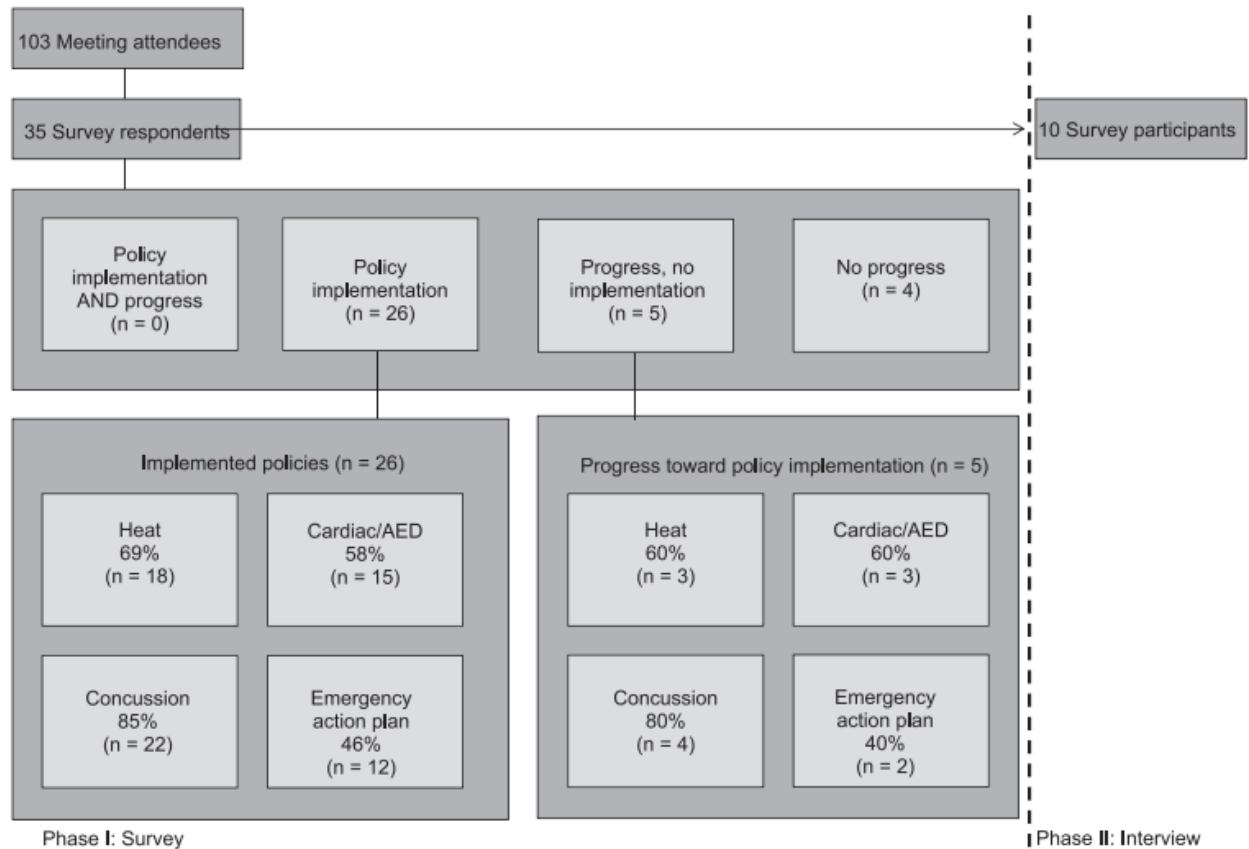 103 Meeting attendees
35 Survey respondents
10 Survey participants
Policy
implementation
AND progress
(n = 0)
Policy
implementation
(n = 26)
Progress, no
implementation
(n = 5)
No progress
(n = 4)
Implemented policies (n = 26)
Heat
69%
(n = 18)
Cardiac/AED
58%
(n = 15)
Concussion
85%
(n = 22)
Emergency
action plan
46%
(n = 12)
Progress toward policy implementation (n = 5)
Heat
60%
(n = 3)
Cardiac/AED
60%
(n = 3)
Concussion
80%
(n = 4)
Emergency
action plan
40%
(n = 2)
Phase I: Survey
Phase II: Interview